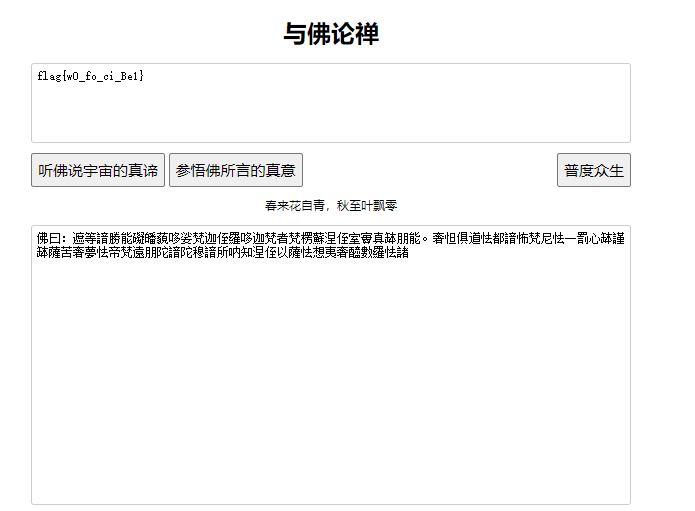 与佛论禅
flag{w0_fo_ci_Be1}
听佛说宇宙的真谛 参悟佛所言的真意 普度众生
春来花自青，秋至叶飘零
佛曰：遮等諳勝能礙皤藐哆娑梵迦侄羅哆迦梵者梵楞蘇涅侄室實真缽朋能。奢怛俱道怯都諳怖梵尼怯一罰心缽謹
缽薩苦奢夢怯帝梵遠朋陀諳陀穆諳所呐知涅侄以薩怯想夷奢醯數羅怯諸